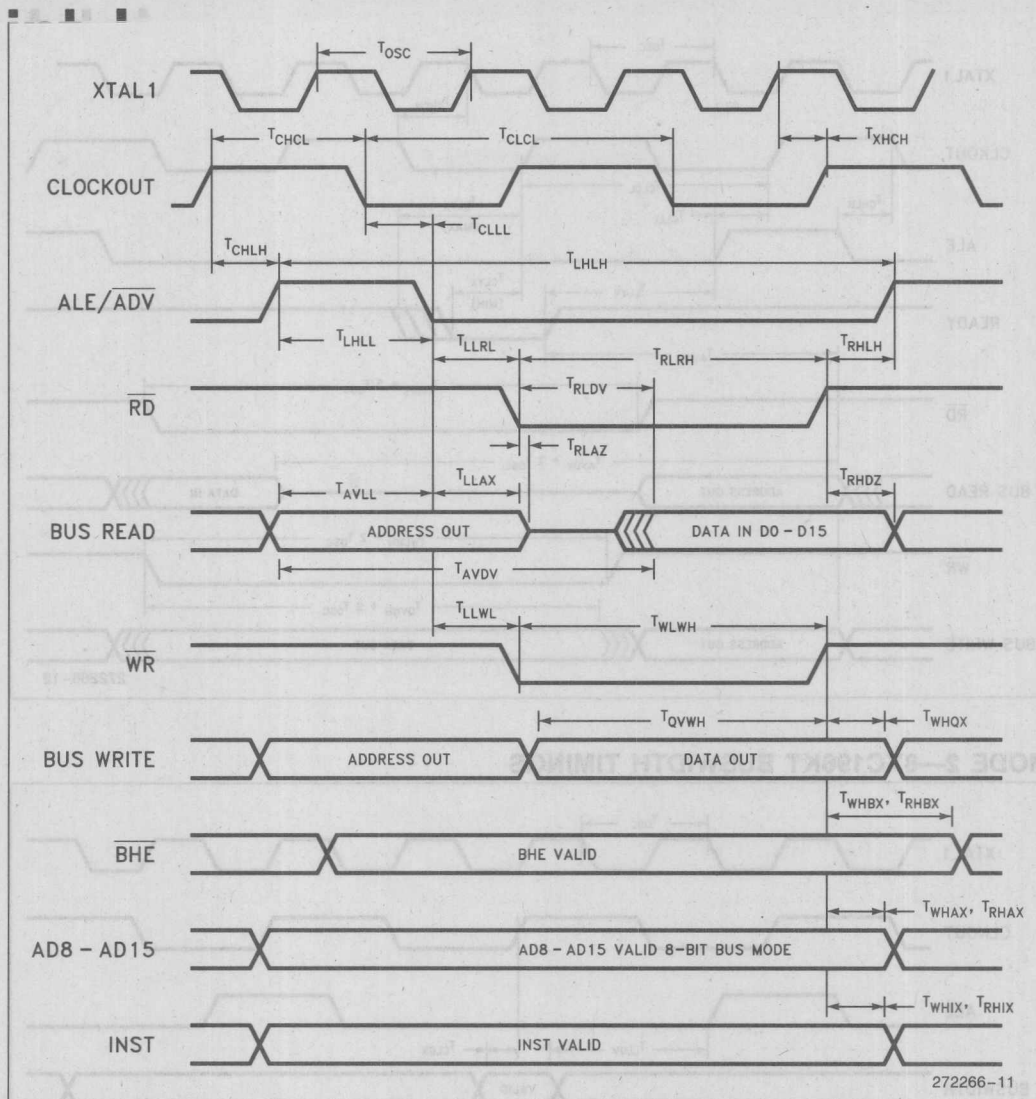 T_OSC
XTAL1
T_CHCL T_CLCL T_XHCH
CLOCKOUT
T_CLLL
T_CHLH T_LHLH
ALE/ADV
T_LHLL T_LLRL T_RLRH T_RHLH
T_RLDV
RD
T_RLAZ
T_AVLL T_LLAX T_RHDZ
BUS READ ADDRESS OUT DATA IN D0 - D15
T_AVDV
T_LLWL T_WLWH
WR
T_QVWH T_WHQX
BUS WRITE ADDRESS OUT DATA OUT
T_WHBX, T_RHBX
BHE BHE VALID
T_WHAX, T_RHAX
AD8 - AD15 AD8 - AD15 VALID 8-BIT BUS MODE
T_WHIX, T_RHIX
INST INST VALID
272266-11